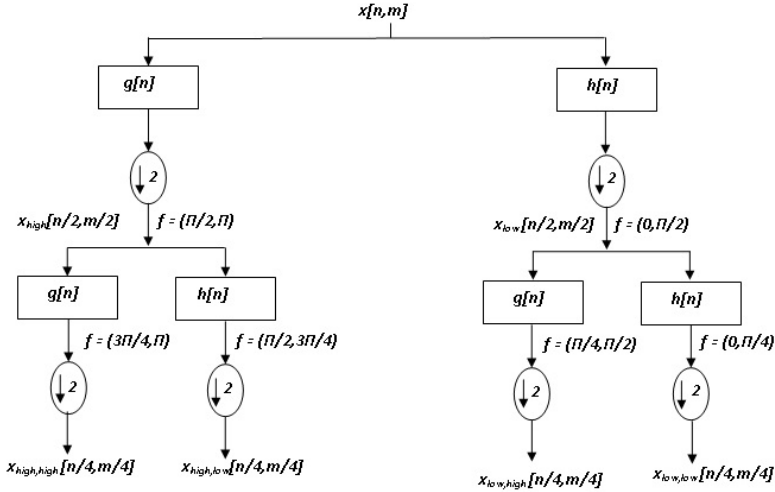 x[n,m]
g[n]
h[n]
2
2
x_high[n/2,m/2] f = (Π/2,Π)
x_low[n/2,m/2] f = (0,Π/2)
g[n]
h[n]
g[n]
h[n]
f = (3Π/4,Π)
f = (Π/2,3Π/4)
f = (Π/4,Π/2)
f = (0,Π/4)
2
2
2
2
x_high,high[n/4,m/4]
x_high,low[n/4,m/4]
x_low,high[n/4,m/4]
x_low,low[n/4,m/4]